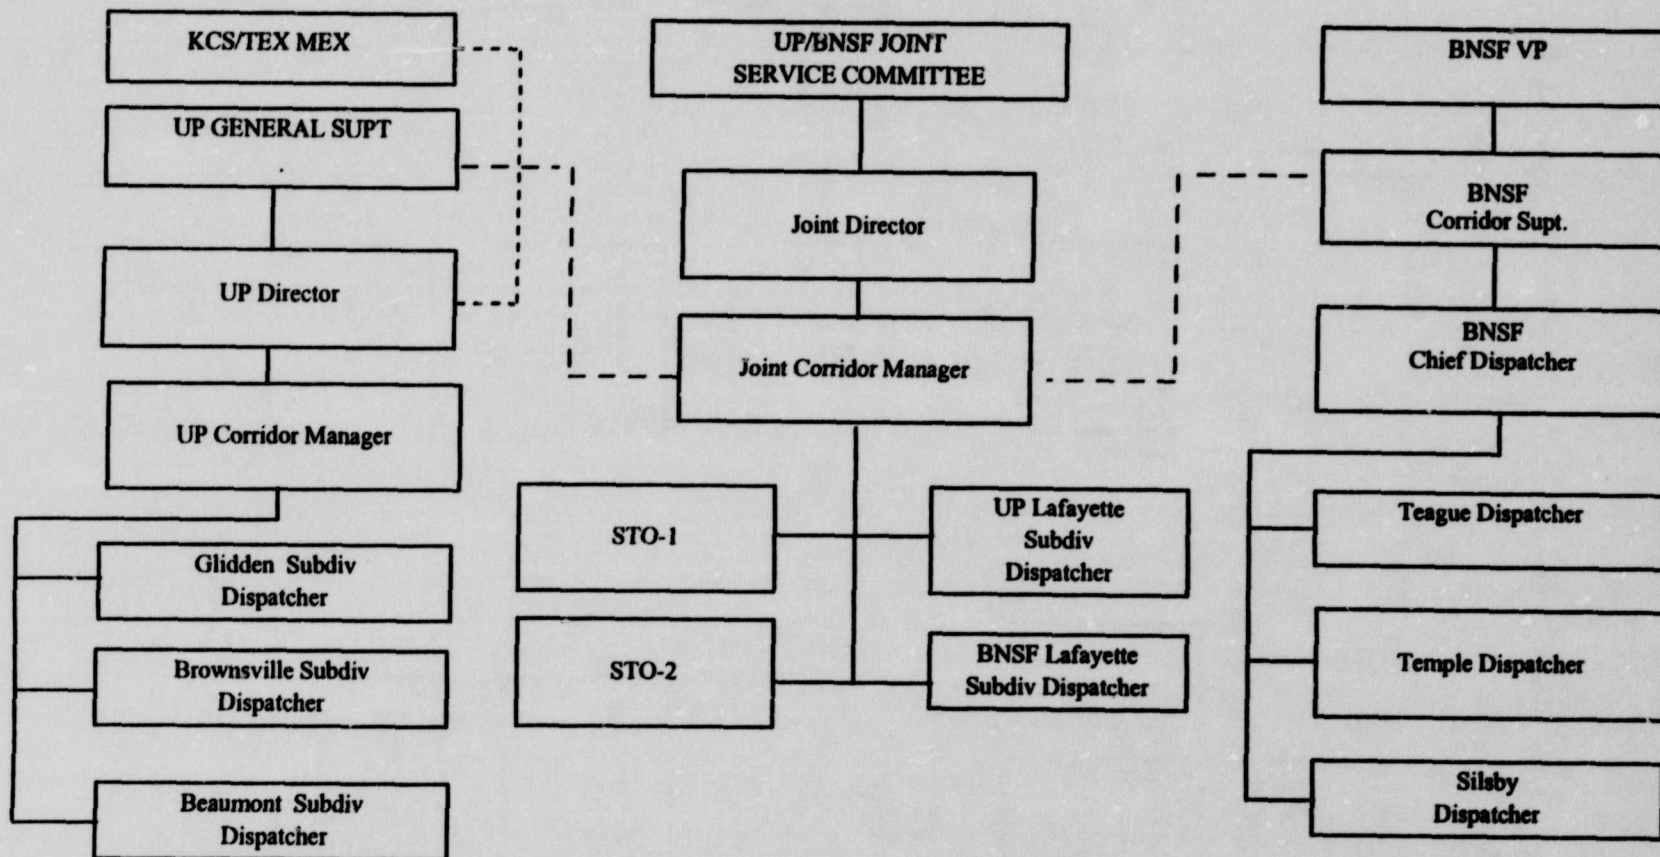 KCS/TEX MEX
UP GENERAL SUPT
UP Director
UP Corridor Manager
Glidden Subdiv
Dispatcher
Brownsville Subdiv
Dispatcher
Beaumont Subdiv
Dispatcher
UP/BNSF JOINT
SERVICE COMMITTEE
Joint Director
Joint Corridor Manager
STO-1
STO-2
UP Lafayette
Subdiv
Dispatcher
BNSF Lafayette
Subdiv Dispatcher
BNSF VP
BNSF
Corridor Supt.
BNSF
Chief Dispatcher
Teague Dispatcher
Temple Dispatcher
Silsby
Dispatcher